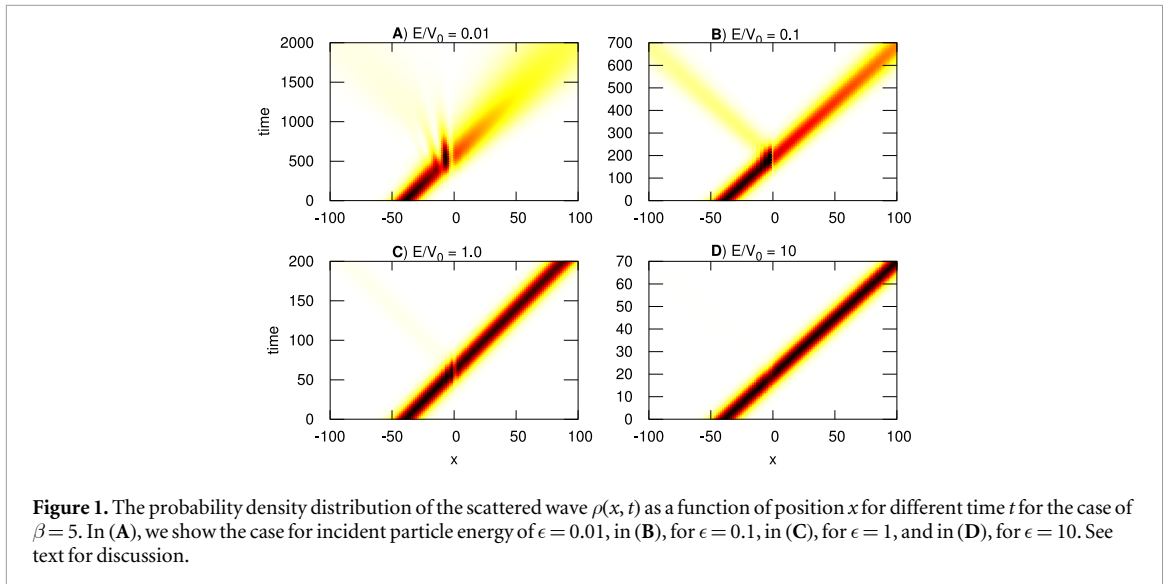 A) E/V₀ = 0.01
B) E/V₀ = 0.1
2000
1500
1000
500
0
time
-100 -50 0 50 100
700
600
500
400
300
200
100
0
-100 -50 0 50 100
C) E/V₀ = 1.0
D) E/V₀ = 10
200
150
100
50
0
time
-100 -50 0 50 100
x
70
60
50
40
30
20
10
0
-100 -50 0 50 100
x
Figure 1. The probability density distribution of the scattered wave ρ(x, t) as a function of position x for different time t for the case of
β = 5. In (A), we show the case for incident particle energy of ϵ = 0.01, in (B), for ϵ = 0.1, in (C), for ϵ = 1, and in (D), for ϵ = 10. See
text for discussion.